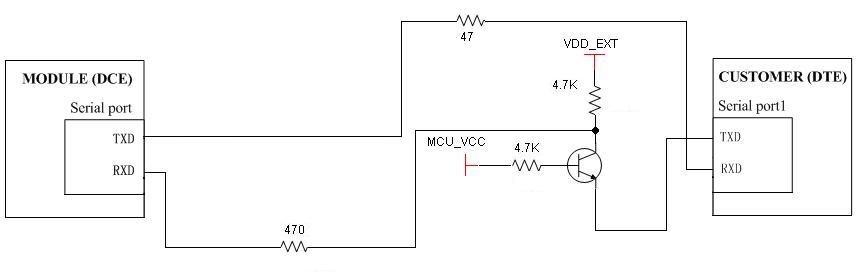 47
VDD_EXT
MODULE (DCE)
CUSTOMER (DTE)
4.7K
Serial port
Serial port1
TXD
MCU_VCC
4.7K
TXD
RXD
RXD
470